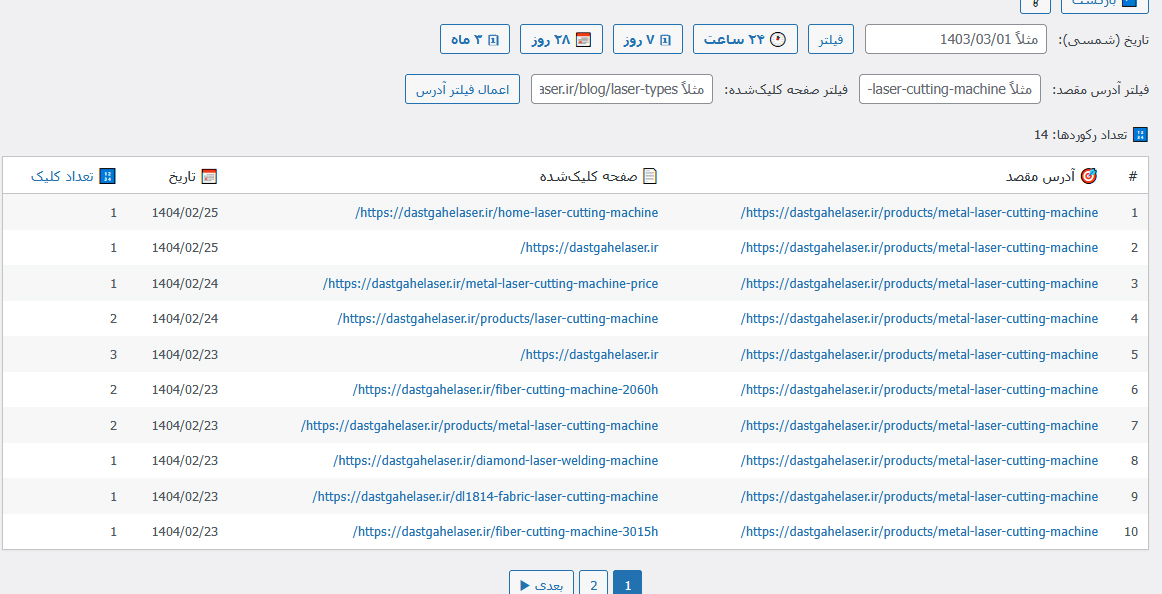 بازگشت
تاریخ (شمسی): مثلاً 1403/03/01 فیلتر ۲۴ ساعت ۷ روز ۲۸ روز ۳ ماه
فیلتر آدرس مقصد: مثلاً laser-cutting-machine- فیلتر صفحه کلیک‌شده: مثلاً aser.ir/blog/laser-types اعمال فیلتر آدرس
تعداد رکوردها: 14
# آدرس مقصد صفحه کلیک‌شده تاریخ تعداد کلیک
1 https://dastgahelaser.ir/products/metal-laser-cutting-machine/ https://dastgahelaser.ir/home-laser-cutting-machine/ 1404/02/25 1
2 https://dastgahelaser.ir/products/metal-laser-cutting-machine/ https://dastgahelaser.ir/ 1404/02/25 1
3 https://dastgahelaser.ir/products/metal-laser-cutting-machine/ https://dastgahelaser.ir/metal-laser-cutting-machine-price/ 1404/02/24 1
4 https://dastgahelaser.ir/products/metal-laser-cutting-machine/ https://dastgahelaser.ir/products/laser-cutting-machine/ 1404/02/24 2
5 https://dastgahelaser.ir/products/metal-laser-cutting-machine/ https://dastgahelaser.ir/ 1404/02/23 3
6 https://dastgahelaser.ir/products/metal-laser-cutting-machine/ https://dastgahelaser.ir/fiber-cutting-machine-2060h/ 1404/02/23 2
7 https://dastgahelaser.ir/products/metal-laser-cutting-machine/ https://dastgahelaser.ir/products/metal-laser-cutting-machine/ 1404/02/23 2
8 https://dastgahelaser.ir/products/metal-laser-cutting-machine/ https://dastgahelaser.ir/diamond-laser-welding-machine/ 1404/02/23 1
9 https://dastgahelaser.ir/products/metal-laser-cutting-machine/ https://dastgahelaser.ir/dl1814-fabric-laser-cutting-machine/ 1404/02/23 1
10 https://dastgahelaser.ir/products/metal-laser-cutting-machine/ https://dastgahelaser.ir/fiber-cutting-machine-3015h/ 1404/02/23 1
1 2 بعدی ▶